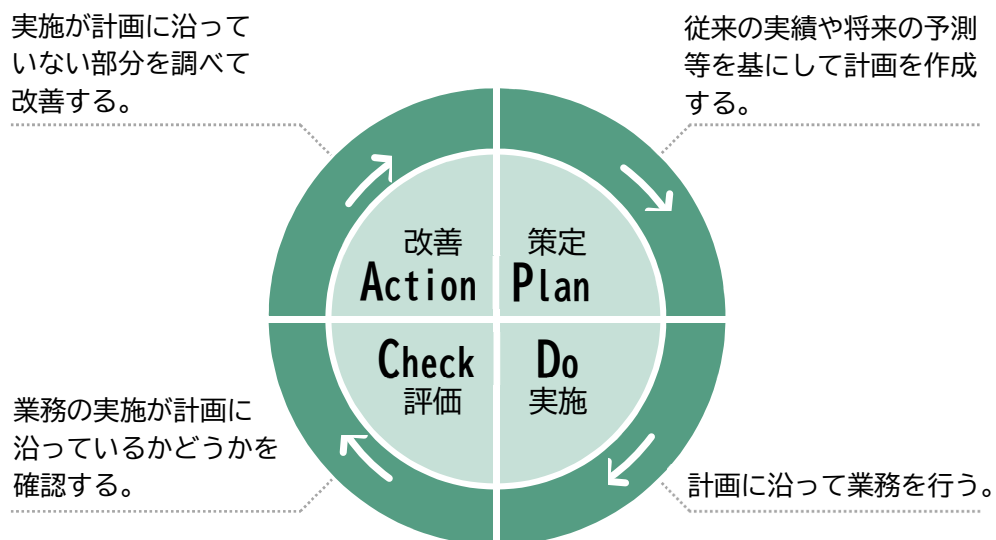 実施が計画に沿って
いない部分を調べて
改善する。
従来の実績や将来の予測
等を基にして計画を作成
する。
改善
Action
策定
Plan
Check
評価
Do
実施
業務の実施が計画に
沿っているかどうかを
確認する。
計画に沿って業務を行う。